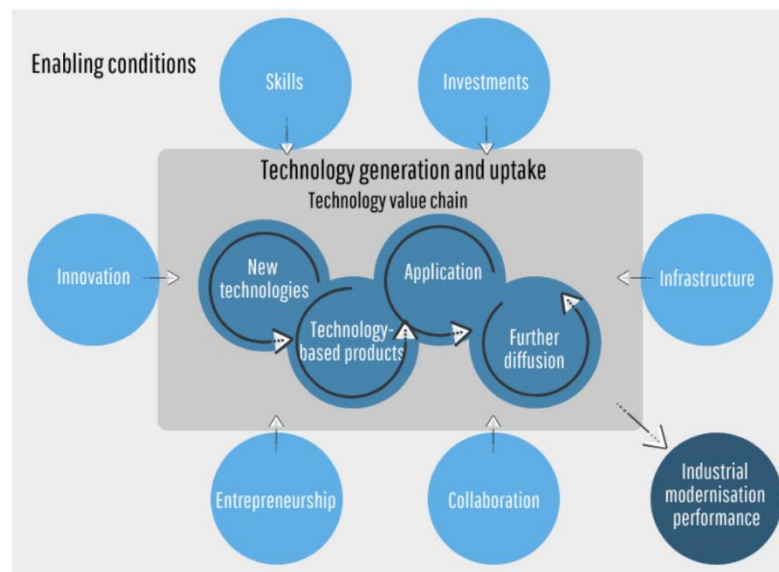 Enabling conditions
Skills
Investments
Technology generation and uptake
Technology value chain
Innovation
New
technologies
Application
Infrastructure
Technology-
based products
Further
diffusion
Entrepreneurship
Collaboration
Industrial
modernisation
performance